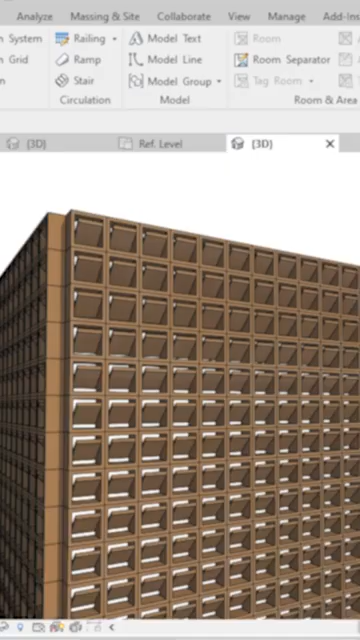 Analyze Massing & Site Collaborate View Manage Add-Ins
System Railing Model Text Room
Grid Ramp Model Line Room Separator
Stair Model Group Tag Room
Circulation Model Room & Area
{3D} Ref. Level {3D}